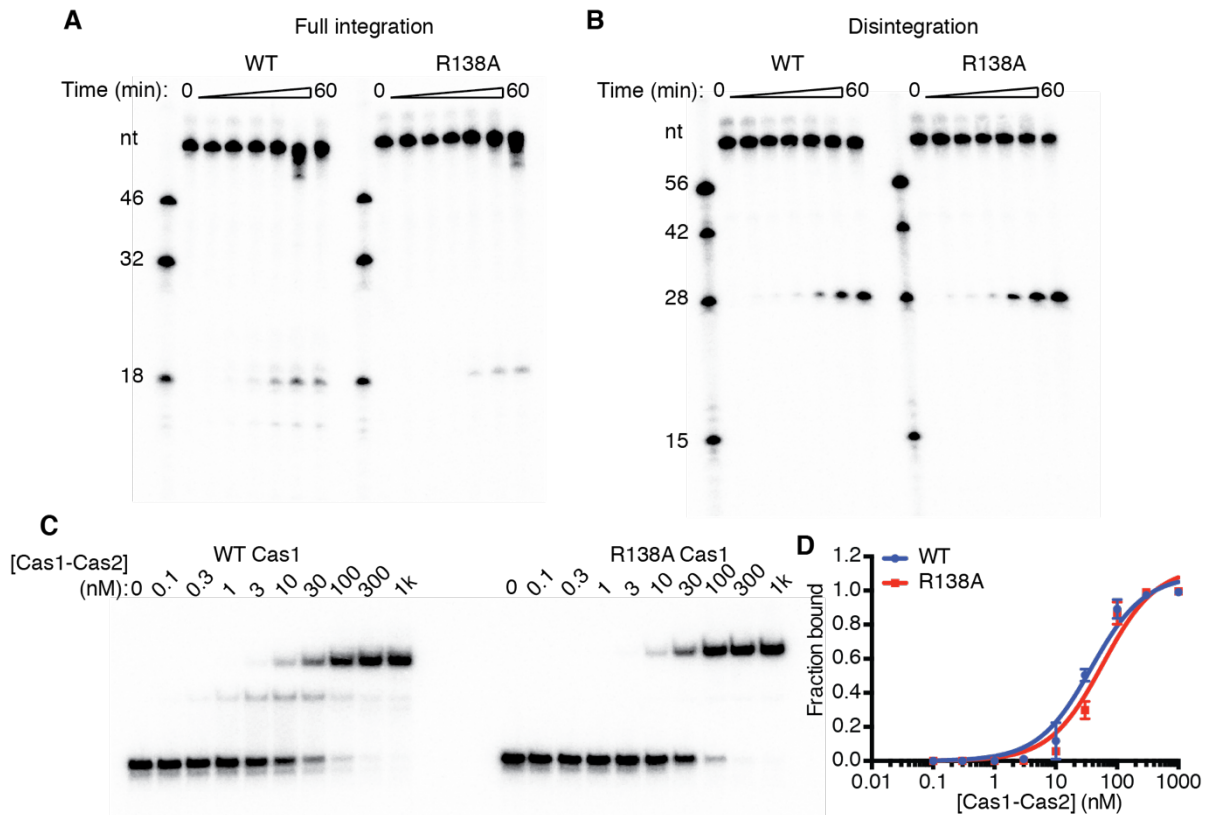 A
Full integration
WT
R138A
Time (min): 0 60 0 60
nt
46
32
18
B
Disintegration
WT
R138A
Time (min): 0 60 0 60
nt
56
42
28
15
C
[Cas1-Cas2]
(nM):
WT Cas1
0 0.1 0.3 1 3 10 30 100 300 1k
R138A Cas1
0 0.1 0.3 1 3 10 30 100 300 1k
D
WT
R138A
Fraction bound
1.2
1.0
0.8
0.6
0.4
0.2
0.0
0.01 0.1 1 10 100 1000
[Cas1-Cas2] (nM)